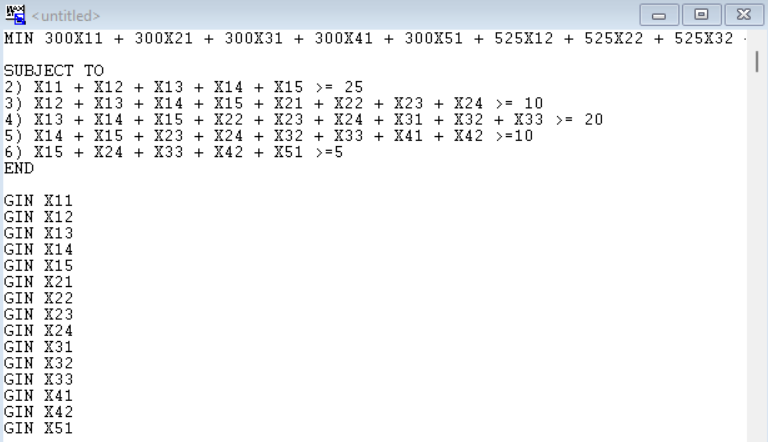 <untitled>
MIN 300X11 + 300X21 + 300X31 + 300X41 + 300X51 + 525X12 + 525X22 + 525X32
SUBJECT TO
2) X11 + X12 + X13 + X14 + X15 >= 25
3) X12 + X13 + X14 + X15 + X21 + X22 + X23 + X24 >= 10
4) X13 + X14 + X15 + X22 + X23 + X24 + X31 + X32 + X33 >= 20
5) X14 + X15 + X23 + X24 + X32 + X33 + X41 + X42 >=10
6) X15 + X24 + X33 + X42 + X51 >=5
END
GIN X11
GIN X12
GIN X13
GIN X14
GIN X15
GIN X21
GIN X22
GIN X23
GIN X24
GIN X31
GIN X32
GIN X33
GIN X41
GIN X42
GIN X51